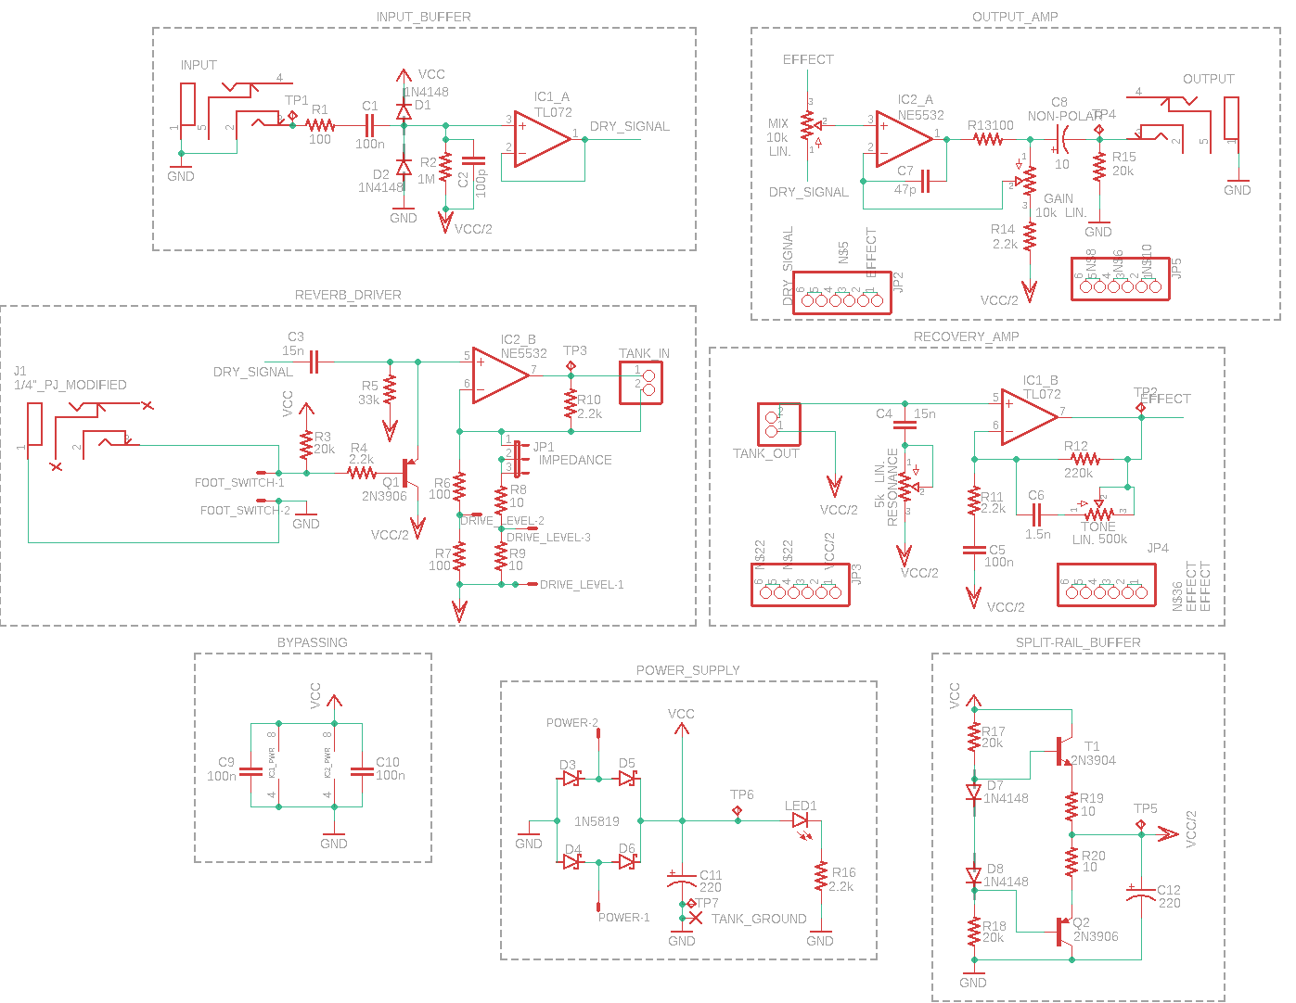 INPUT_BUFFER
INPUT
4
TP1
R1
100
C1
100n
VCC
1N4148
D1
D2
1N4148
GND
R2
1M
C2
100p
VCC/2
IC1_A
TL072
3
2
1
DRY_SIGNAL
1
5
2
GND
OUTPUT_AMP
EFFECT
3
MIX
10k
LIN.
2
1
DRY_SIGNAL
IC2_A
NE5532
3
2
1
C7
47p
R13100
C8
NON-POLAR
10
TP4
1
2
3
GAIN
10k LIN.
R14
2.2k
VCC/2
R15
20k
GND
OUTPUT
4
2
5
1
GND
DRY_SIGNAL
N$5
EFFECT
6 5 4 3 2 1
JP2
N$8
N$6
N$10
6 5 4 3 2 1
JP5
REVERB_DRIVER
J1
1/4"_PJ_MODIFIED
1
2
C3
15n
DRY_SIGNAL
VCC
R3
20k
R4
2.2k
R5
33k
Q1
2N3906
VCC/2
FOOT_SWITCH-1
FOOT_SWITCH-2
GND
IC2_B
NE5532
5
6
7
TP3
TANK_IN
1
2
R10
2.2k
1
2
3
JP1
IMPEDANCE
R6
100
R8
10
DRIVE_LEVEL-2
DRIVE_LEVEL-3
R7
100
R9
10
DRIVE_LEVEL-1
RECOVERY_AMP
2
1
TANK_OUT
VCC/2
C4
15n
1
2
3
5k LIN.
RESONANCE
VCC/2
IC1_B
TL072
5
6
7
TP2
EFFECT
R12
220k
R11
2.2k
C6
1.5n
1
2
3
TONE
LIN. 500k
C5
100n
VCC/2
N$22
N$22
VCC/2
6 5 4 3 2 1
JP3
JP4
6 5 4 3 2 1
N$36
EFFECT
EFFECT
BYPASSING
VCC
C9
100n
8
IC1_PWR
4
8
IC2_PWR
4
C10
100n
GND
POWER_SUPPLY
POWER-2
VCC
D3
D5
1N5819
GND
D4
D6
POWER-1
TP6
LED1
C11
220
TP7
TANK_GROUND
GND
R16
2.2k
GND
SPLIT-RAIL_BUFFER
VCC
R17
20k
T1
2N3904
D7
1N4148
R19
10
TP5
VCC/2
D8
1N4148
R20
10
C12
220
R18
20k
Q2
2N3906
GND